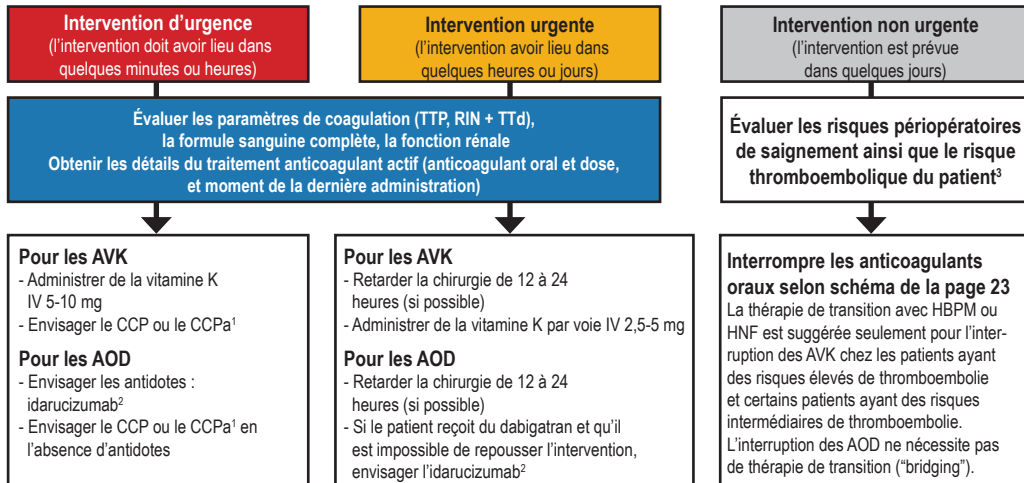 Intervention d'urgence
(l'intervention doit avoir lieu dans
quelques minutes ou heures)
Intervention urgente
(l'intervention avoir lieu dans
quelques heures ou jours)
Intervention non urgente
(l'intervention est prévue
dans quelques jours)
Évaluer les paramètres de coagulation (TTP, RIN + TTd),
la formule sanguine complète, la fonction rénale
Obtenir les détails du traitement anticoagulant actif (anticoagulant oral et dose,
et moment de la dernière administration)
Évaluer les risques périopératoires
de saignement ainsi que le risque
thromboembolique du patient³
Pour les AVK
- Administrer de la vitamine K
IV 5-10 mg
- Envisager le CCP ou le CCPa¹
Pour les AOD
- Envisager les antidotes :
idarucizumab²
- Envisager le CCP ou le CCPa¹ en
l'absence d'antidotes
Pour les AVK
- Retarder la chirurgie de 12 à 24
heures (si possible)
- Administrer de la vitamine K par voie IV 2,5-5 mg
Pour les AOD
- Retarder la chirurgie de 12 à 24
heures (si possible)
- Si le patient reçoit du dabigatran et qu'il
est impossible de repousser l'intervention,
envisager l'idarucizumab²
Interrompre les anticoagulants
oraux selon schéma de la page 23
La thérapie de transition avec HBPM ou
HNF est suggérée seulement pour l'inter-
ruption des AVK chez les patients ayant
des risques élevés de thromboembolie
et certains patients ayant des risques
intermédiaires de thromboembolie.
L'interruption des AOD ne nécessite pas
de thérapie de transition ("bridging").